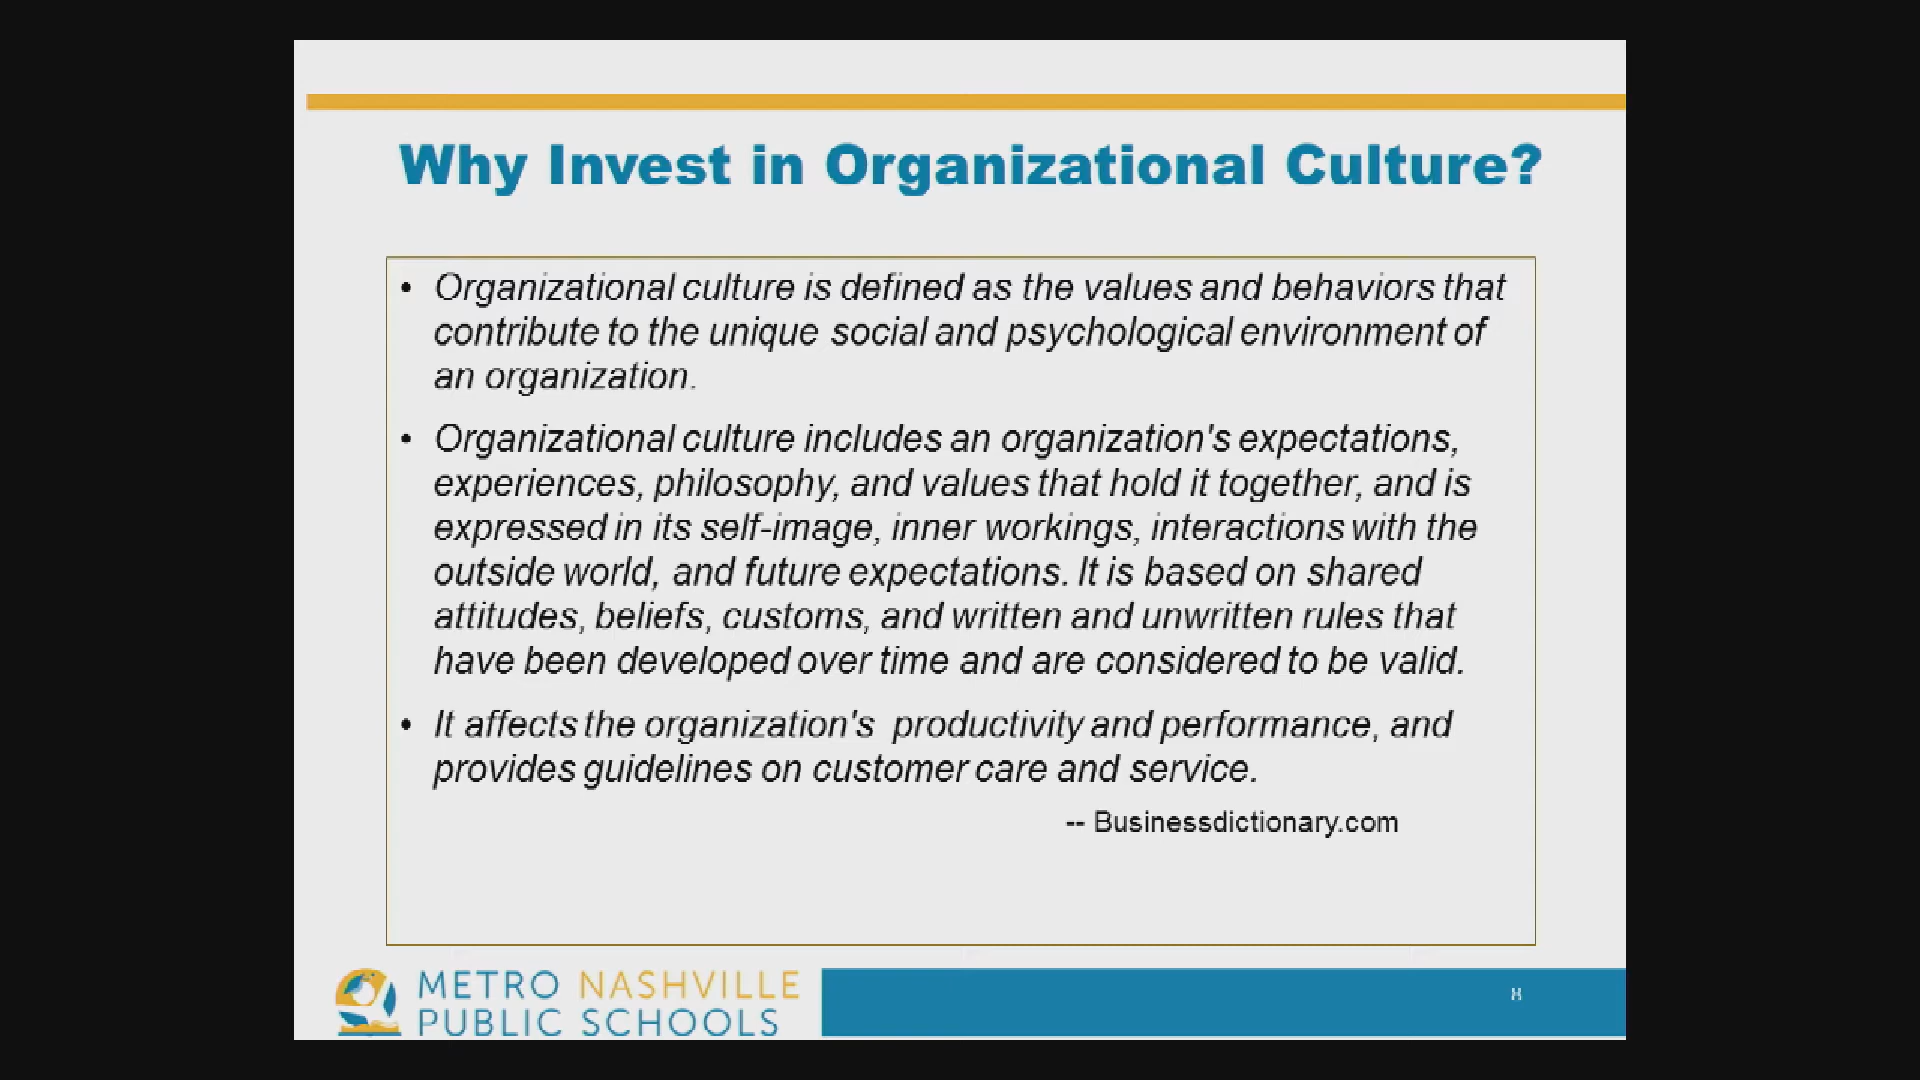 Why Invest in Organizational Culture?
• Organizational culture is defined as the values and behaviors that
contribute to the unique social and psychological environment of
an organization.
• Organizational culture includes an organization's expectations,
experiences, philosophy, and values that hold it together, and is
expressed in its self-image, inner workings, interactions with the
outside world, and future expectations. It is based on shared
attitudes, beliefs, customs, and written and unwritten rules that
have been developed over time and are considered to be valid.
• It affects the organization's productivity and performance, and
provides guidelines on customer care and service.
-- Businessdictionary.com
METRO NASHVILLE
PUBLIC SCHOOLS
8